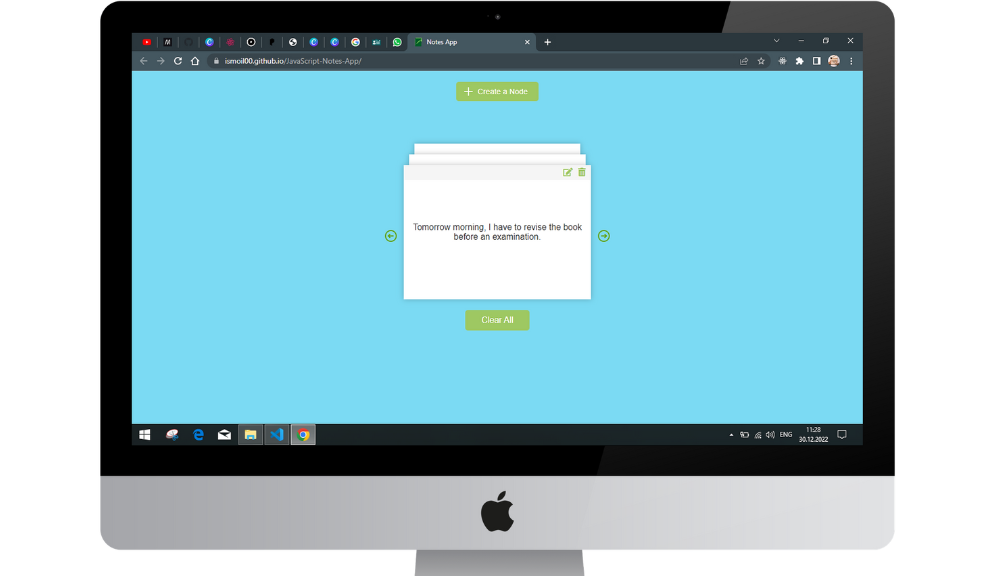 Notes App
ismoil00.github.io/JavaScript-Notes-App/
Create a Node
Tomorrow morning, I have to revise the book
before an examination.
Clear All
ENG
11:28
30.12.2022